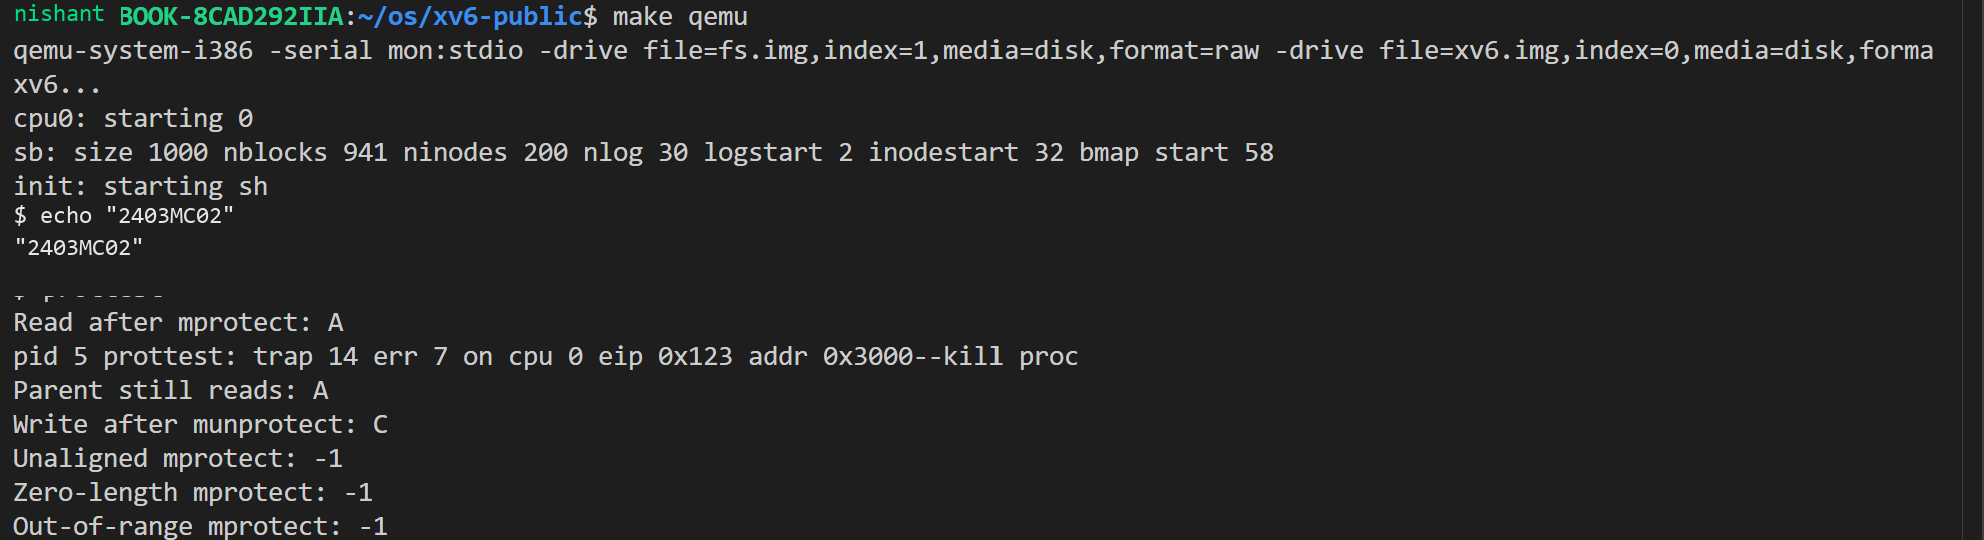 nishant BOOK-8CAD292IIA:~/os/xv6-public$ make qemu
qemu-system-i386 -serial mon:stdio -drive file=fs.img,index=1,media=disk,format=raw -drive file=xv6.img,index=0,media=disk,forma
xv6...
cpu0: starting 0
sb: size 1000 nblocks 941 ninodes 200 nlog 30 logstart 2 inodestart 32 bmap start 58
init: starting sh
$ echo "2403MC02"
"2403MC02"
Read after mprotect: A
pid 5 prottest: trap 14 err 7 on cpu 0 eip 0x123 addr 0x3000--kill proc
Parent still reads: A
Write after munprotect: C
Unaligned mprotect: -1
Zero-length mprotect: -1
Out-of-range mprotect: -1